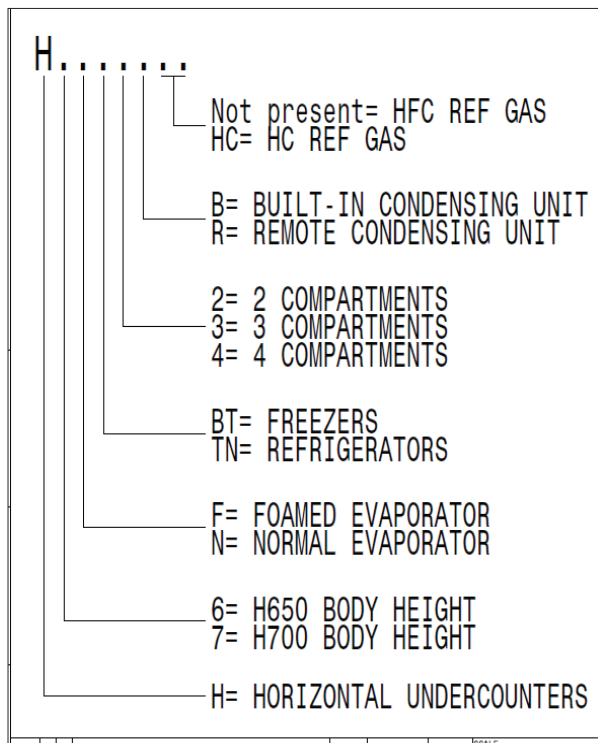 H.......
Not present= HFC REF GAS
HC= HC REF GAS
B= BUILT-IN CONDENSING UNIT
R= REMOTE CONDENSING UNIT
2= 2 COMPARTMENTS
3= 3 COMPARTMENTS
4= 4 COMPARTMENTS
BT= FREEZERS
TN= REFRIGERATORS
F= FOAMED EVAPORATOR
N= NORMAL EVAPORATOR
6= H650 BODY HEIGHT
7= H700 BODY HEIGHT
H= HORIZONTAL UNDERCOUNTERS